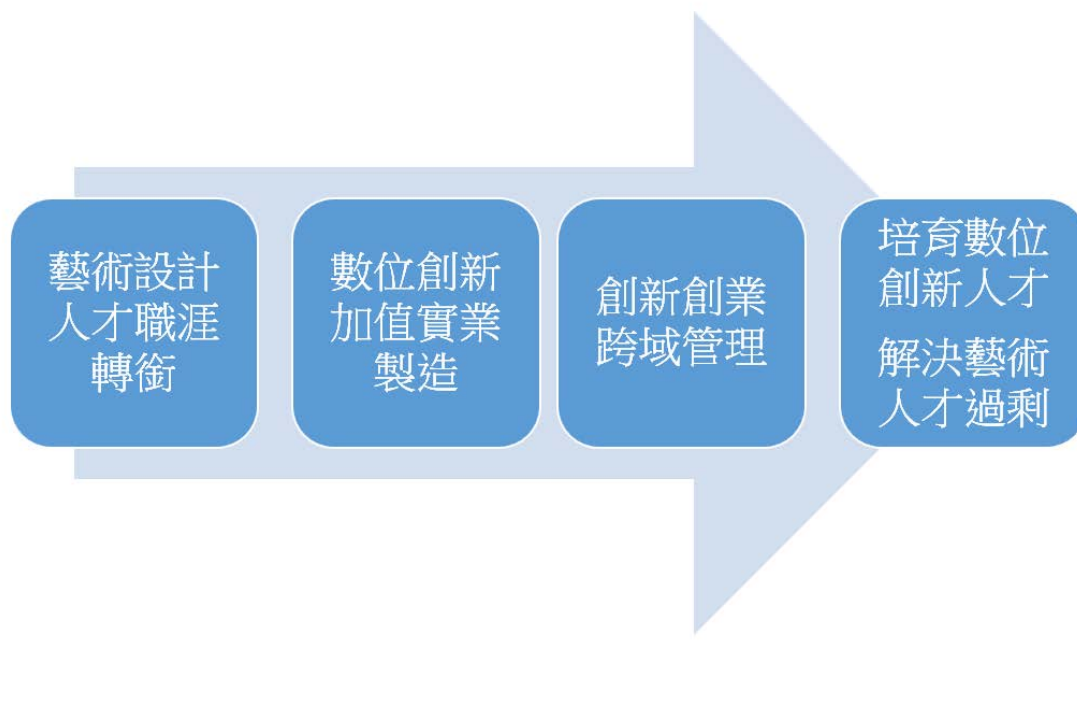 藝術設計
人才職涯
轉銜
數位創新
加值實業
製造
創新創業
跨域管理
培育數位
創新人才
解決藝術
人才過剩